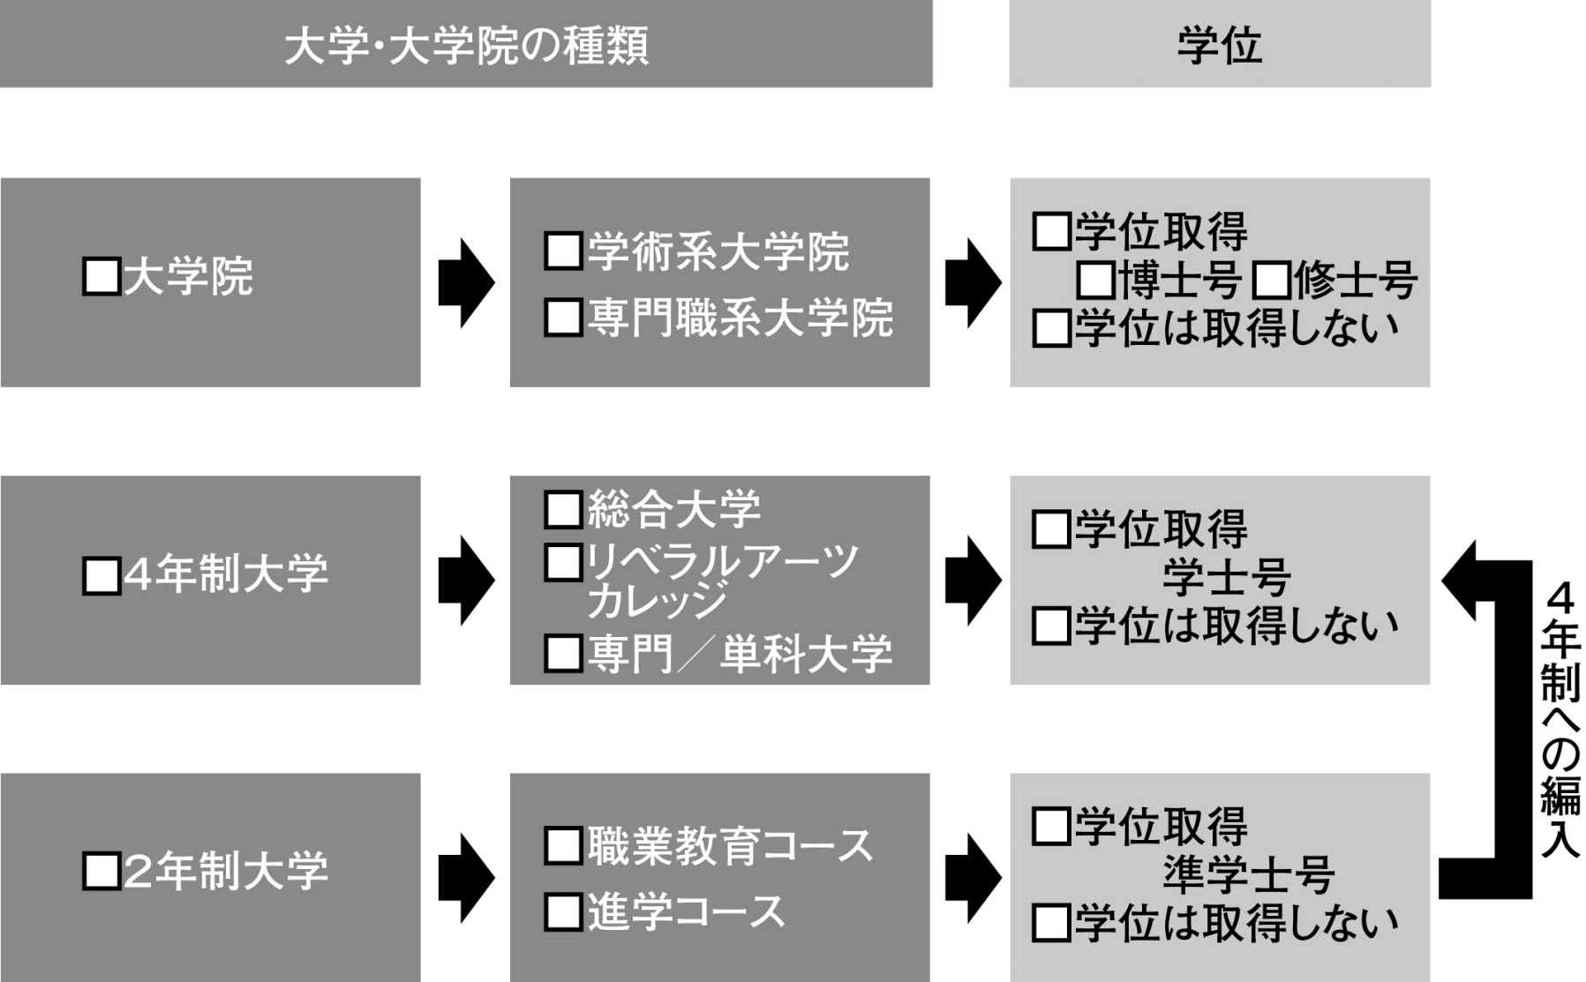 大学・大学院の種類
学位
□大学院
□学術系大学院
□専門職系大学院
□学位取得
□博士号 □修士号
□学位は取得しない
□4年制大学
□総合大学
□リベラルアーツ
カレッジ
□専門／単科大学
□学位取得
学士号
□学位は取得しない
4年制への編入
□2年制大学
□職業教育コース
□進学コース
□学位取得
準学士号
□学位は取得しない